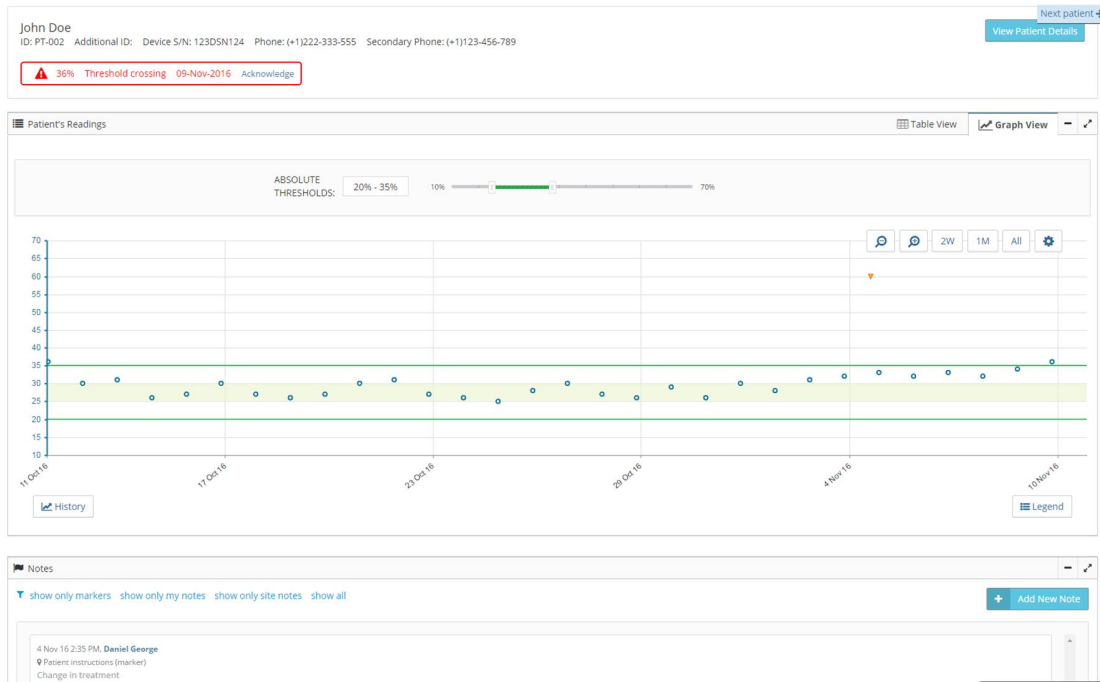 Next patient
John Doe
View Patient Details
ID: PT-002 Additional ID: Device S/N: 123DSN124 Phone: (+1)222-333-555 Secondary Phone: (+1)123-456-789
36% Threshold crossing 09-Nov-2016 Acknowledge
Patient's Readings
Table View
Graph View
ABSOLUTE
THRESHOLDS:
20% - 35%
10%
70%
2W
1M
All
70
65
60
55
50
45
40
35
30
25
20
15
10
11 Oct 16
17 Oct 16
23 Oct 16
29 Oct 16
4 Nov 16
10 Nov 16
History
Legend
Notes
show only markers show only my notes show only site notes show all
Add New Note
4 Nov 16 2:35 PM, Daniel George
Patient instructions (marker)
Change in treatment